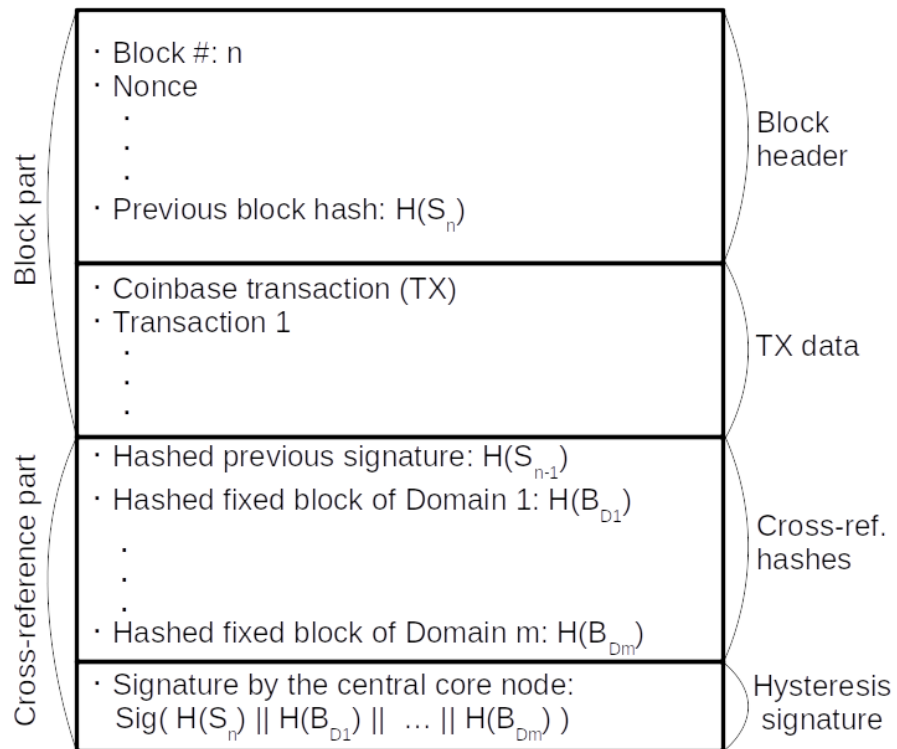 · Block #: n
· Nonce
.
.
.
· Previous block hash: H(Sn)
Block header
· Coinbase transaction (TX)
· Transaction 1
.
.
.
TX data
Block part
· Hashed previous signature: H(Sn-1)
· Hashed fixed block of Domain 1: H(BD1)
.
.
.
· Hashed fixed block of Domain m: H(BDm)
Cross-ref.
hashes
· Signature by the central core node:
Sig( H(Sn) || H(BD1) || ... || H(BDm) )
Hysteresis
signature
Cross-reference part